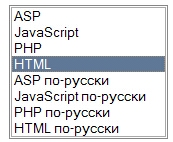 ASP
JavaScript
PHP
HTML
ASP по-русски
JavaScript по-русски
PHP по-русски
HTML по-русски